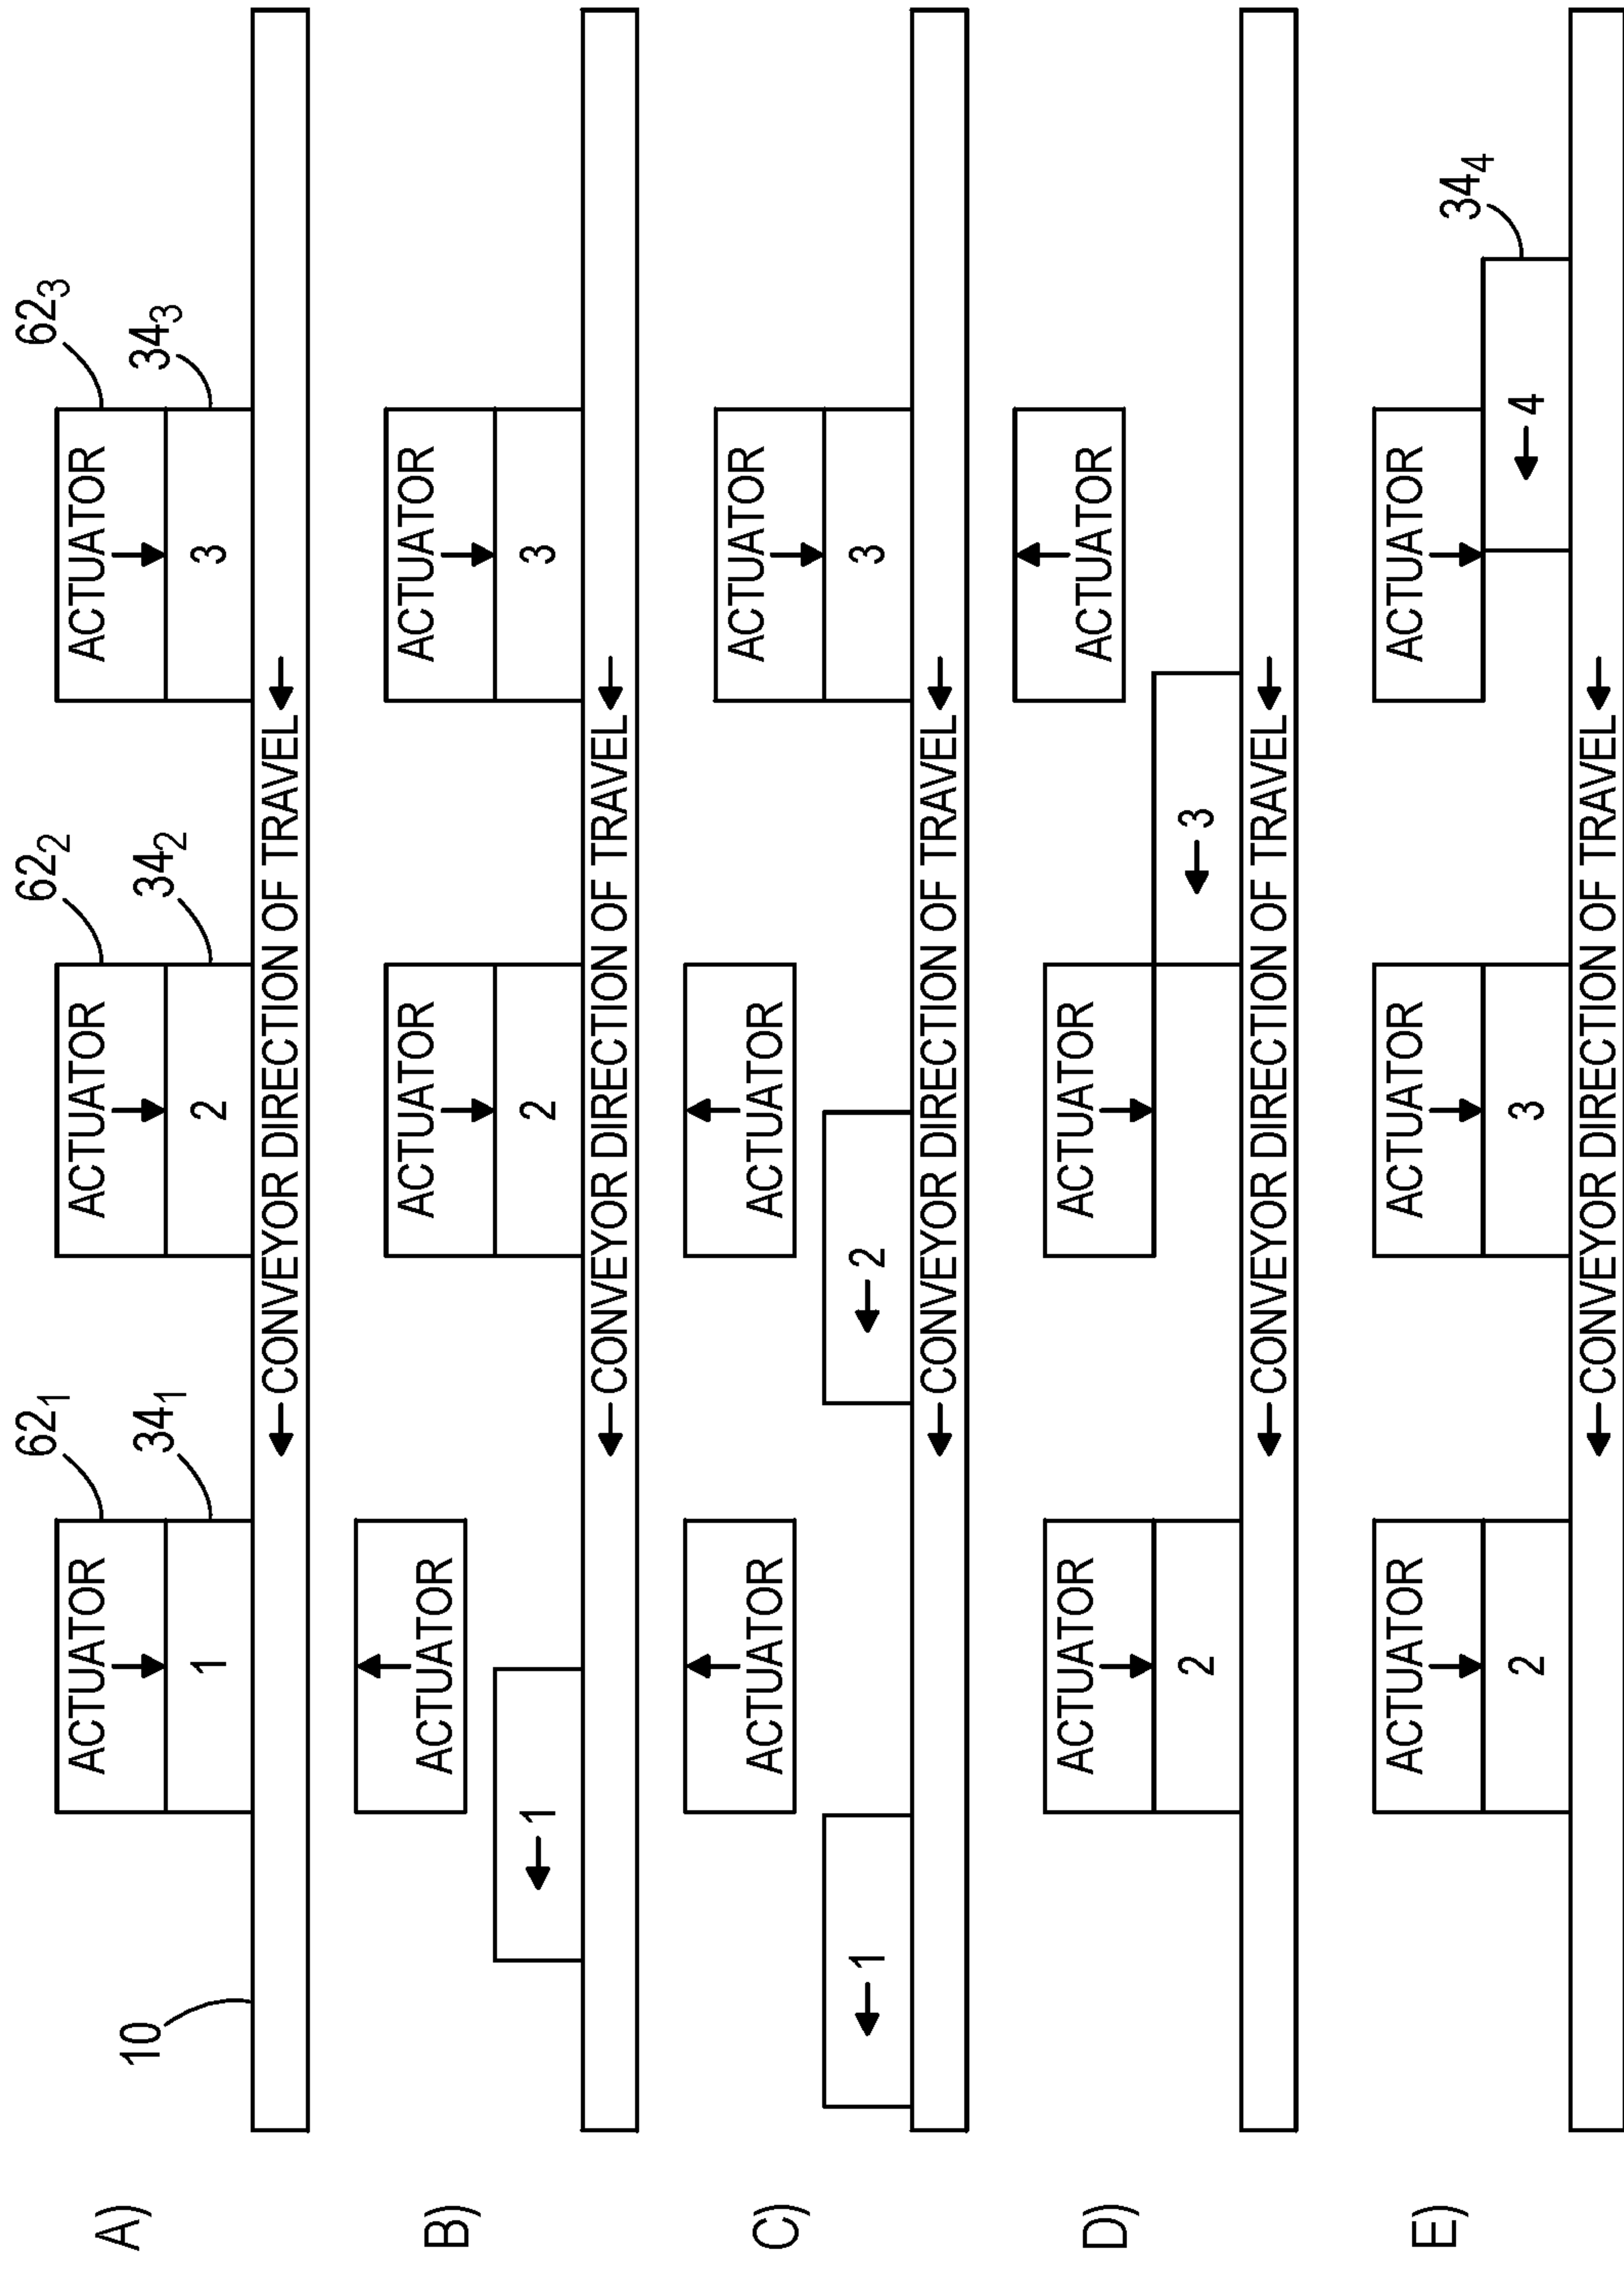 62₁ 62₂ 62₃
A) ACTUATOR ACTUATOR ACTUATOR
10 34₁ 34₂ 34₃
1 2 3
←CONVEYOR DIRECTION OF TRAVEL←
B) ACTUATOR ACTUATOR ACTUATOR
←1 2 3
←CONVEYOR DIRECTION OF TRAVEL←
C) ACTUATOR ACTUATOR ACTUATOR
←1 ←2 3
←CONVEYOR DIRECTION OF TRAVEL←
D) ACTUATOR ACTUATOR ACTUATOR
2 ←3
←CONVEYOR DIRECTION OF TRAVEL←
E) ACTUATOR ACTUATOR ACTUATOR 34₄
2 3 ←4
←CONVEYOR DIRECTION OF TRAVEL←